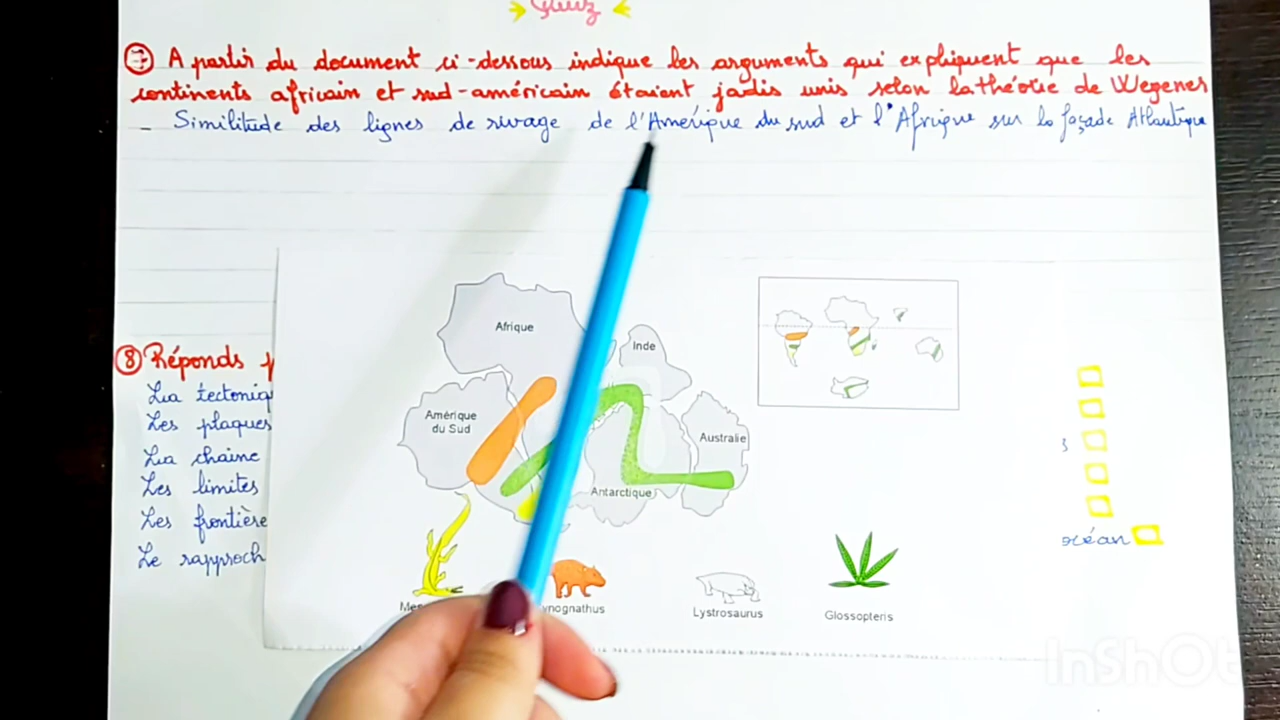 Quiz
7 A partir du document ci-dessous indique les arguments qui expliquent que les
continents africain et sud-américain étaient jadis unis selon la théorie de Wegener
- Similitude des lignes de rivage de l'Amérique du sud et l'Afrique sur la façade Atlantique
Afrique
Inde
Amérique
du Sud
Australie
Antarctique
8 Réponds
La tectoniq
Les plaques
La chaine
Les limites
Les frontière
Le rapproch
s
océan
ynognathus
Lystrosaurus
Glossopteris
InShOt